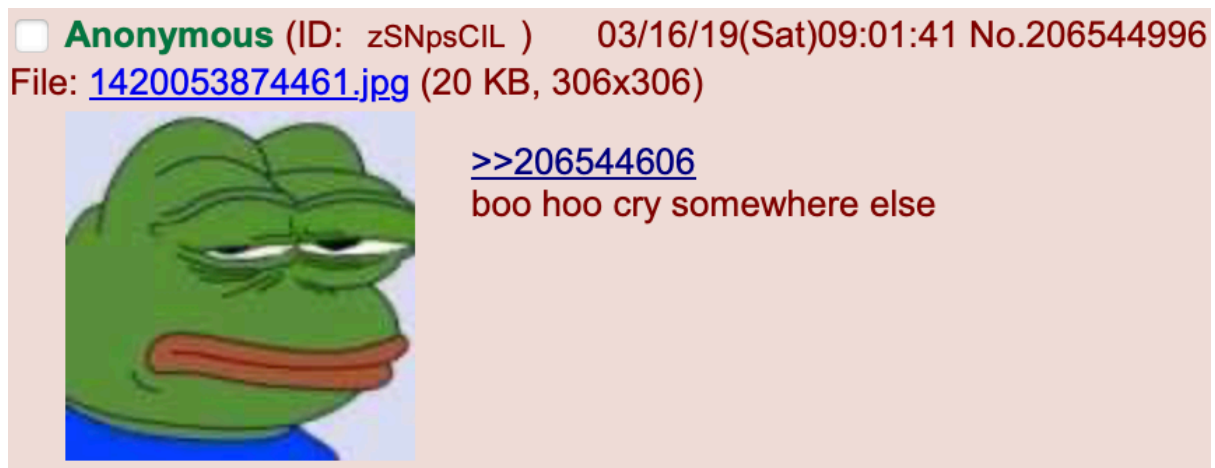 Anonymous (ID: zSNpsClL ) 03/16/19(Sat)09:01:41 No.206544996
File: 1420053874461.jpg (20 KB, 306x306)
>>206544606
boo hoo cry somewhere else